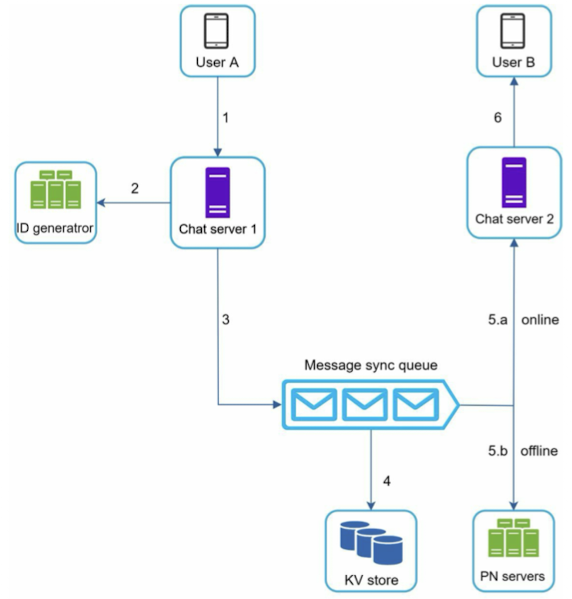 User A
User B
1
6
2
ID generatror
Chat server 1
Chat server 2
3
5.a online
Message sync queue
5.b offline
4
KV store
PN servers